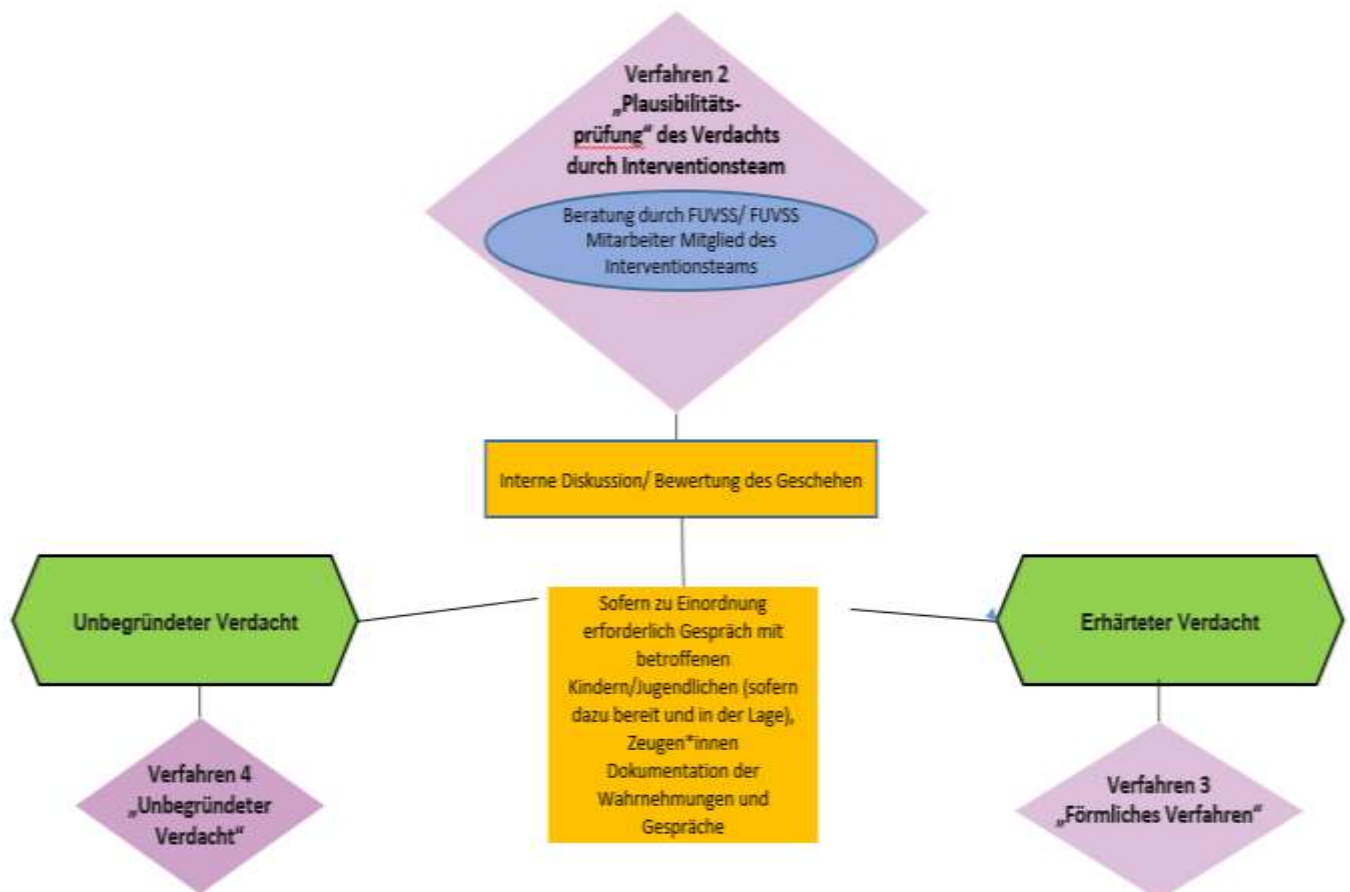 Verfahren 2
„Plausibilitäts-
prüfung“ des Verdachts
durch Interventionsteam
Beratung durch FUVSS/ FUVSS
Mitarbeiter Mitglied des
Interventionsteams
Interne Diskussion/ Bewertung des Geschehen
Unbegründeter Verdacht
Sofern zu Einordnung
erforderlich Gespräch mit
betroffenen
Kindern/Jugendlichen (sofern
dazu bereit und in der Lage),
Zeugen*innen
Dokumentation der
Wahrnehmungen und
Gespräche
Erhärteter Verdacht
Verfahren 4
„Unbegründeter
Verdacht“
Verfahren 3
„Förmliches Verfahren“